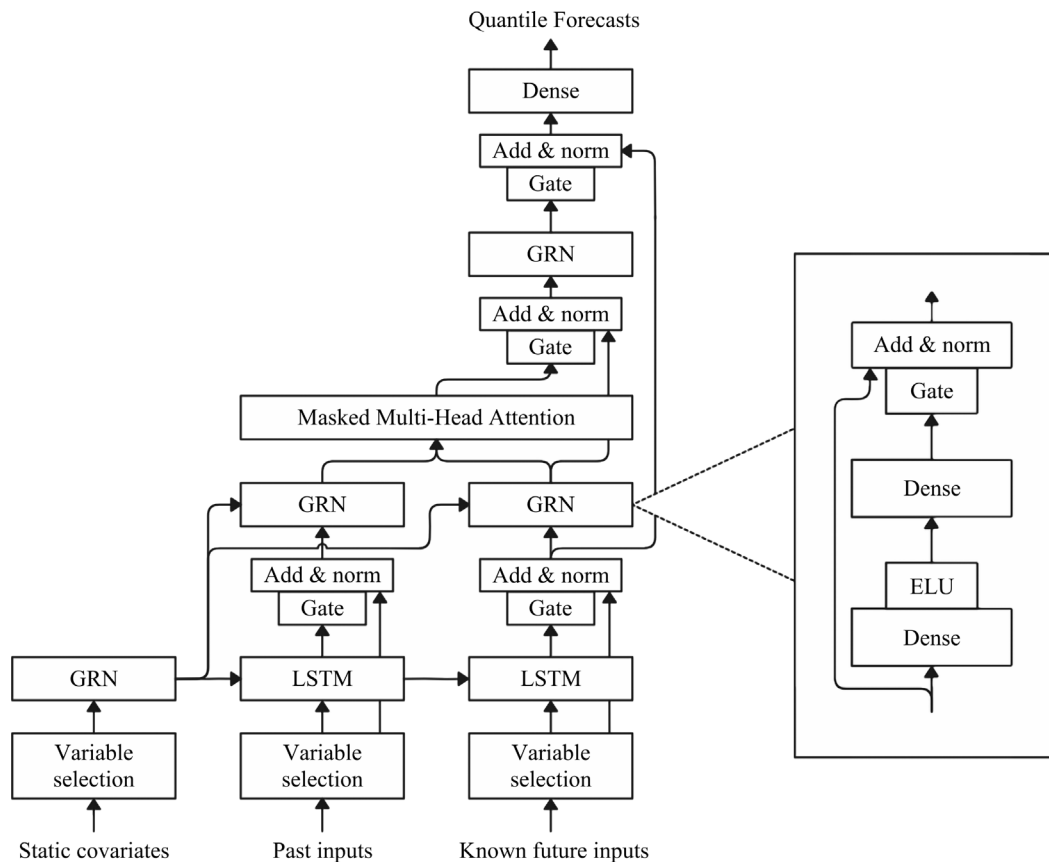 Quantile Forecasts
Dense
Add & norm
Gate
GRN
Add & norm
Gate
Masked Multi-Head Attention
GRN
GRN
Add & norm
Gate
Add & norm
Gate
GRN
LSTM
LSTM
Variable
selection
Variable
selection
Variable
selection
Static covariates
Past inputs
Known future inputs
Add & norm
Gate
Dense
ELU
Dense